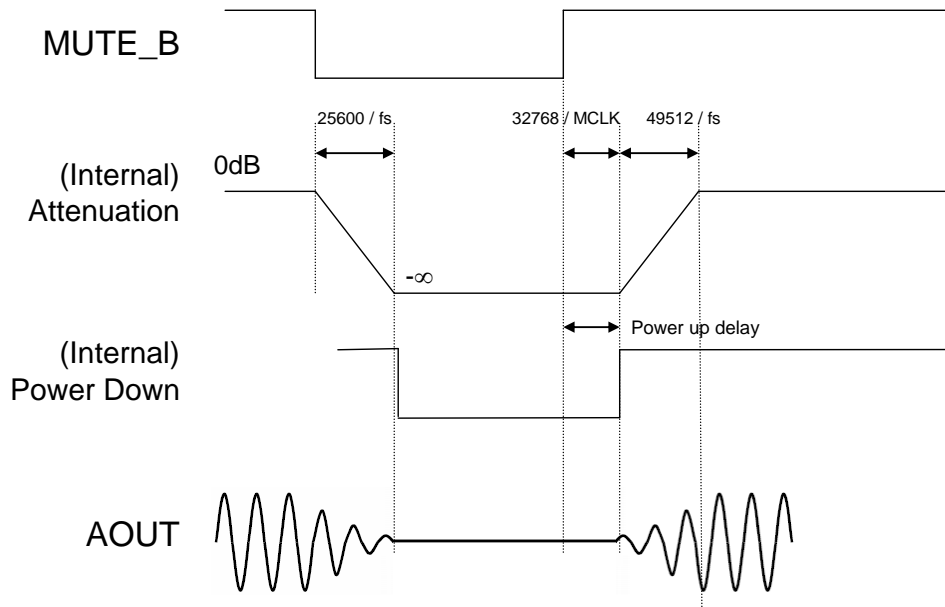 MUTE_B
25600 / fs
32768 / MCLK
49512 / fs
0dB
(Internal)
Attenuation
-∞
Power up delay
(Internal)
Power Down
AOUT